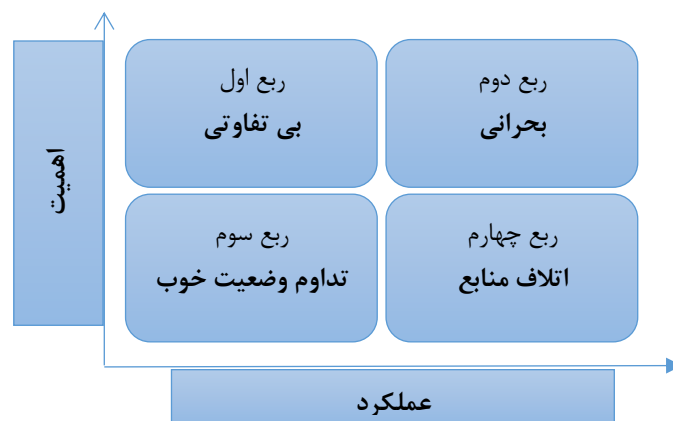 ربع اول
بی تفاوتی
ربع دوم
بحرانی
اهمیت
ربع سوم
تداوم وضعیت خوب
ربع چهارم
اتلاف منابع
عملکرد